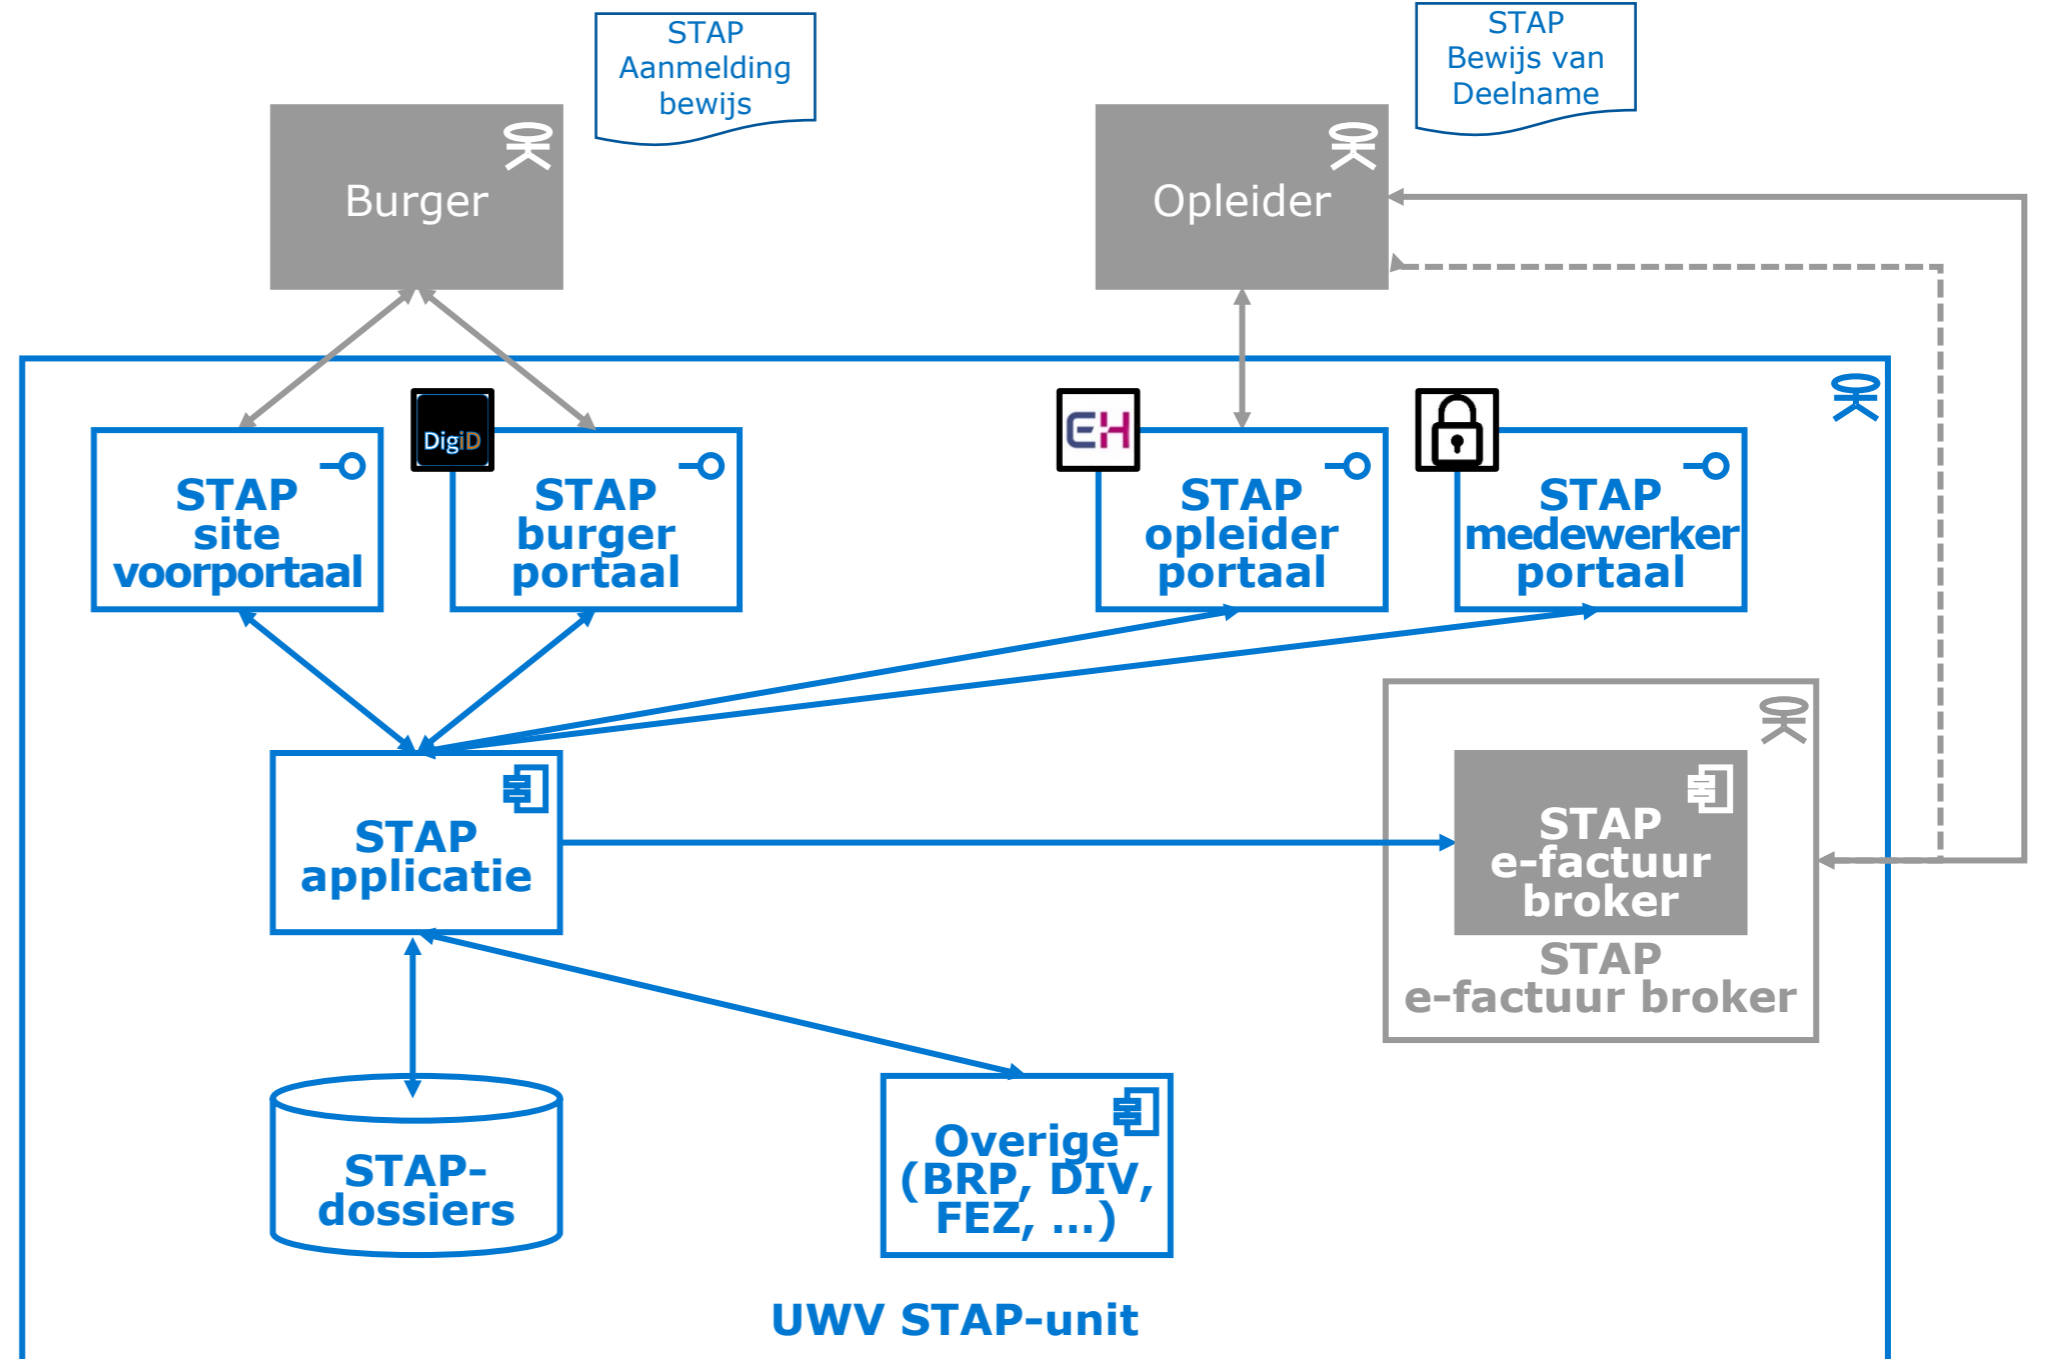 STAP
Aanmelding
bewijs
STAP
Bewijs van
Deelname
Burger
Opleider
DigiD
EH
STAP
site
voorportaal
STAP
burger
portaal
STAP
opleider
portaal
STAP
medewerker
portaal
STAP
applicatie
STAP
e-factuur
broker
STAP
e-factuur broker
STAP-
dossiers
Overige
(BRP, DIV,
FEZ, ...)
UWV STAP-unit